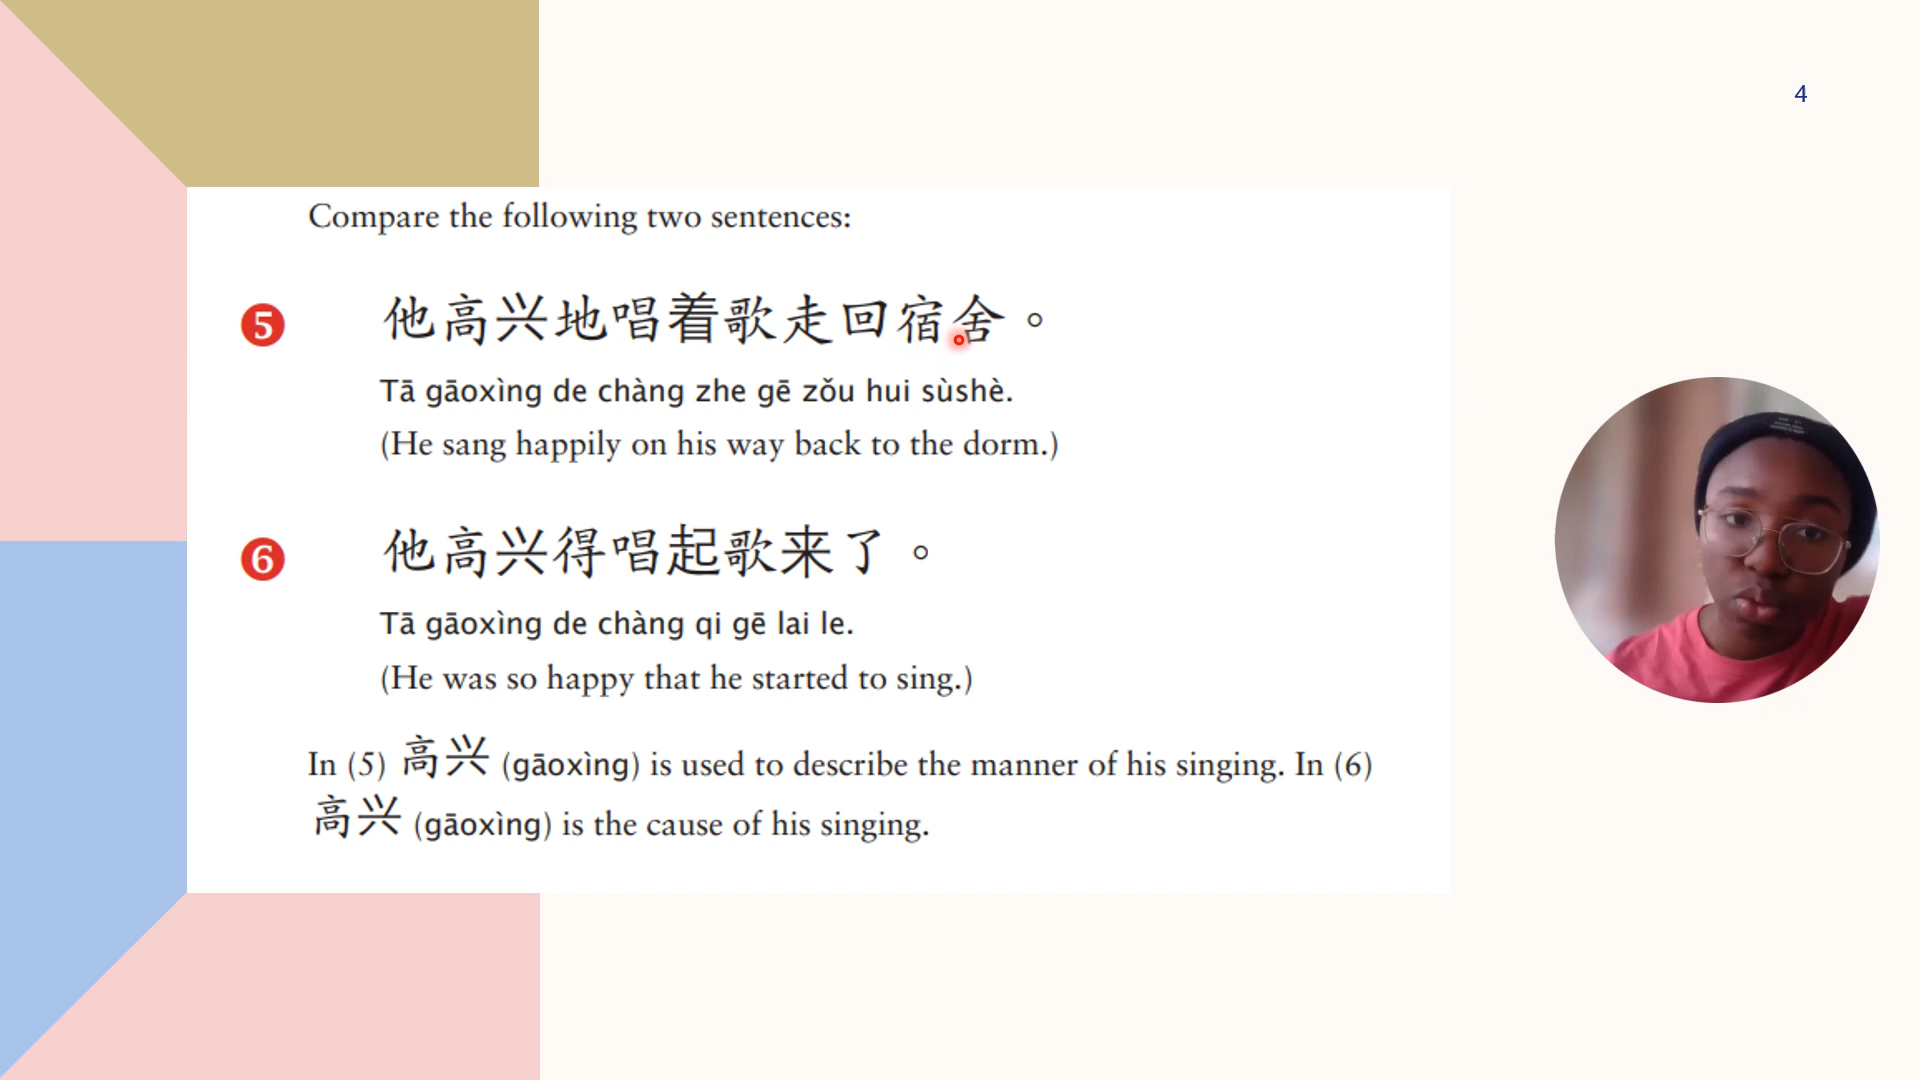 4
Compare the following two sentences:
5 他高兴地唱着歌走回宿舍。
Tā gāoxìng de chàng zhe gē zǒu hui sùshè.
(He sang happily on his way back to the dorm.)
6 他高兴得唱起歌来了。
Tā gāoxìng de chàng qi gē lai le.
(He was so happy that he started to sing.)
In (5) 高兴 (gāoxìng) is used to describe the manner of his singing. In (6)
高兴 (gāoxìng) is the cause of his singing.